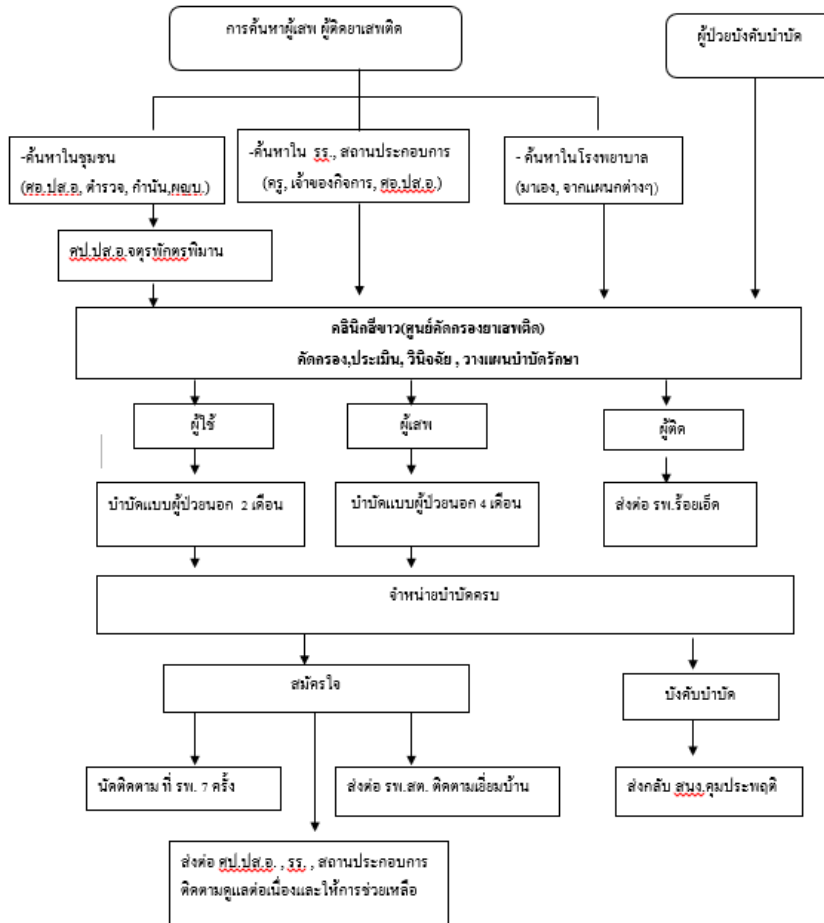 การค้นหาผู้เสพ ผู้ติดยาเสพติด
ผู้ป่วยบังคับบำบัด
-ค้นหาในชุมชน
(ศอ.ปส.อ, ตำรวจ, กำนัน,ผญบ.)
-ค้นหาใน รร., สถานประกอบการ
(ครู, เจ้าของกิจการ, ศอ.ปส.อ.)
- ค้นหาในโรงพยาบาล
(มาเอง, จากแผนกต่างๆ)
ศป.ปส.อ.จตุรพักตรพิมาน
คลินิกสีขาว(ศูนย์คัดกรองยาเสพติด)
คัดกรอง,ประเมิน, วินิจฉัย , วางแผนบำบัดรักษา
ผู้ใช้
ผู้เสพ
ผู้ติด
บำบัดแบบผู้ป่วยนอก 2 เดือน
บำบัดแบบผู้ป่วยนอก 4 เดือน
ส่งต่อ รพ.ร้อยเอ็ด
จำหน่ายบำบัดครบ
สมัครใจ
บังคับบำบัด
นัดติดตาม ที่ รพ. 7 ครั้ง
ส่งต่อ รพ.สต. ติดตามเยี่ยมบ้าน
ส่งกลับ สนง.คุมประพฤติ
ส่งต่อ ศป.ปส.อ. , รร. , สถานประกอบการ
ติดตามดูแลต่อเนื่องและให้การช่วยเหลือ